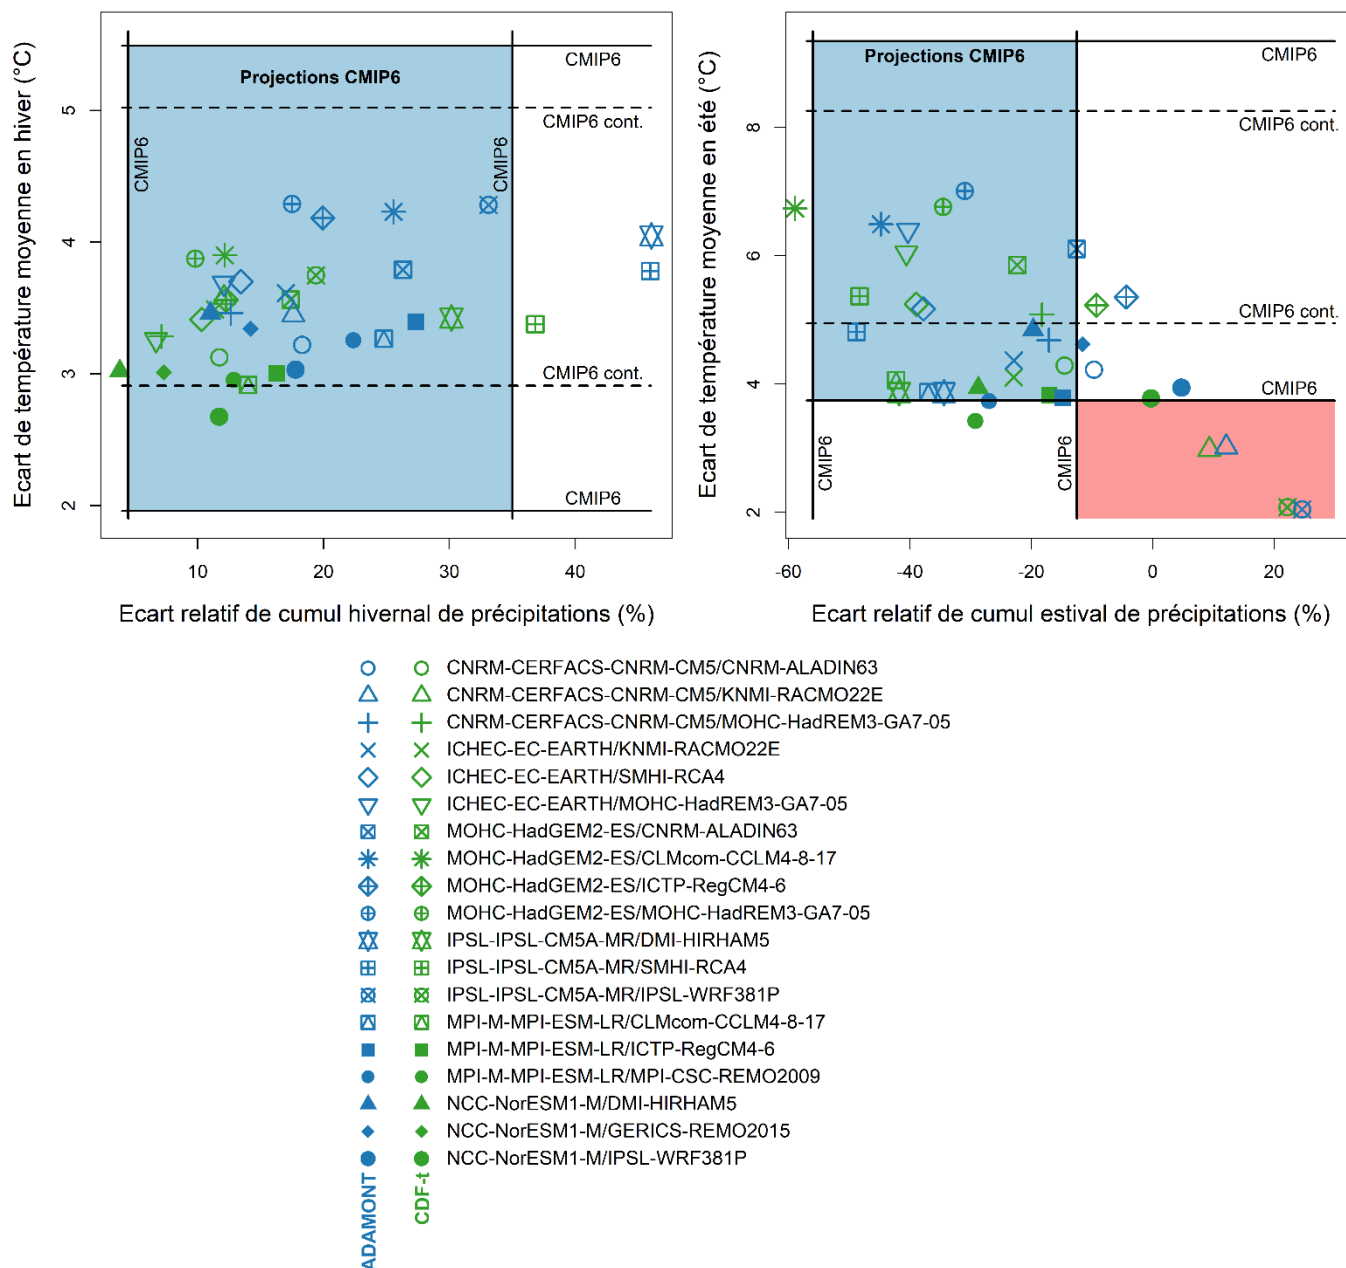 Ecart de température moyenne en hiver (°C)
5
4
3
2
Projections CMIP6
CMIP6
CMIP6 cont.
CMIP6
CMIP6
CMIP6 cont.
CMIP6
10
20
30
40
Ecart relatif de cumul hivernal de précipitations (%)
Ecart de température moyenne en été (°C)
8
6
4
2
Projections CMIP6
CMIP6
CMIP6 cont.
CMIP6 cont.
CMIP6
CMIP6
CMIP6
-60
-40
-20
0
20
Ecart relatif de cumul estival de précipitations (%)
CNRM-CERFACS-CNRM-CM5/CNRM-ALADIN63
CNRM-CERFACS-CNRM-CM5/KNMI-RACMO22E
CNRM-CERFACS-CNRM-CM5/MOHC-HadREM3-GA7-05
ICHEC-EC-EARTH/KNMI-RACMO22E
ICHEC-EC-EARTH/SMHI-RCA4
ICHEC-EC-EARTH/MOHC-HadREM3-GA7-05
MOHC-HadGEM2-ES/CNRM-ALADIN63
MOHC-HadGEM2-ES/CLMcom-CCLM4-8-17
MOHC-HadGEM2-ES/ICTP-RegCM4-6
MOHC-HadGEM2-ES/MOHC-HadREM3-GA7-05
IPSL-IPSL-CM5A-MR/DMI-HIRHAM5
IPSL-IPSL-CM5A-MR/SMHI-RCA4
IPSL-IPSL-CM5A-MR/IPSL-WRF381P
MPI-M-MPI-ESM-LR/CLMcom-CCLM4-8-17
MPI-M-MPI-ESM-LR/ICTP-RegCM4-6
MPI-M-MPI-ESM-LR/MPI-CSC-REMO2009
NCC-NorESM1-M/DMI-HIRHAM5
NCC-NorESM1-M/GERICS-REMO2015
NCC-NorESM1-M/IPSL-WRF381P
ADAMONT
CDF-t